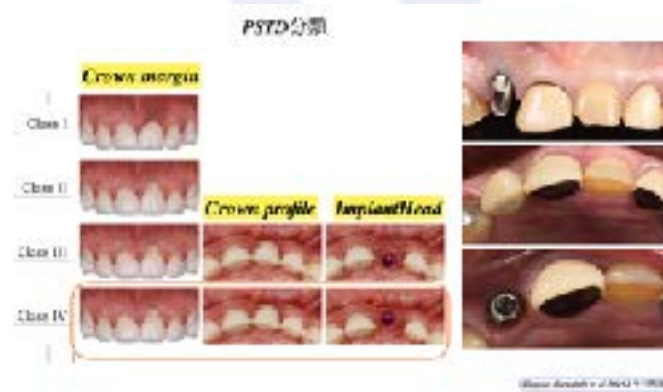 PSTD分類
Crown margin
Class I
Class II
Crown profile
ImplantHead
Class III
Class IV